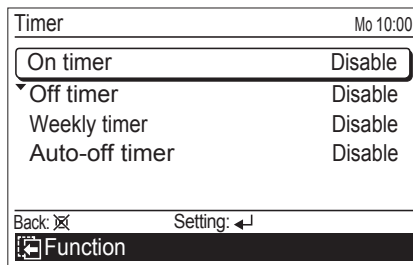 Timer Mo 10:00
On timer Disable
Off timer Disable
Weekly timer Disable
Auto-off timer Disable
Back: Setting:
Function